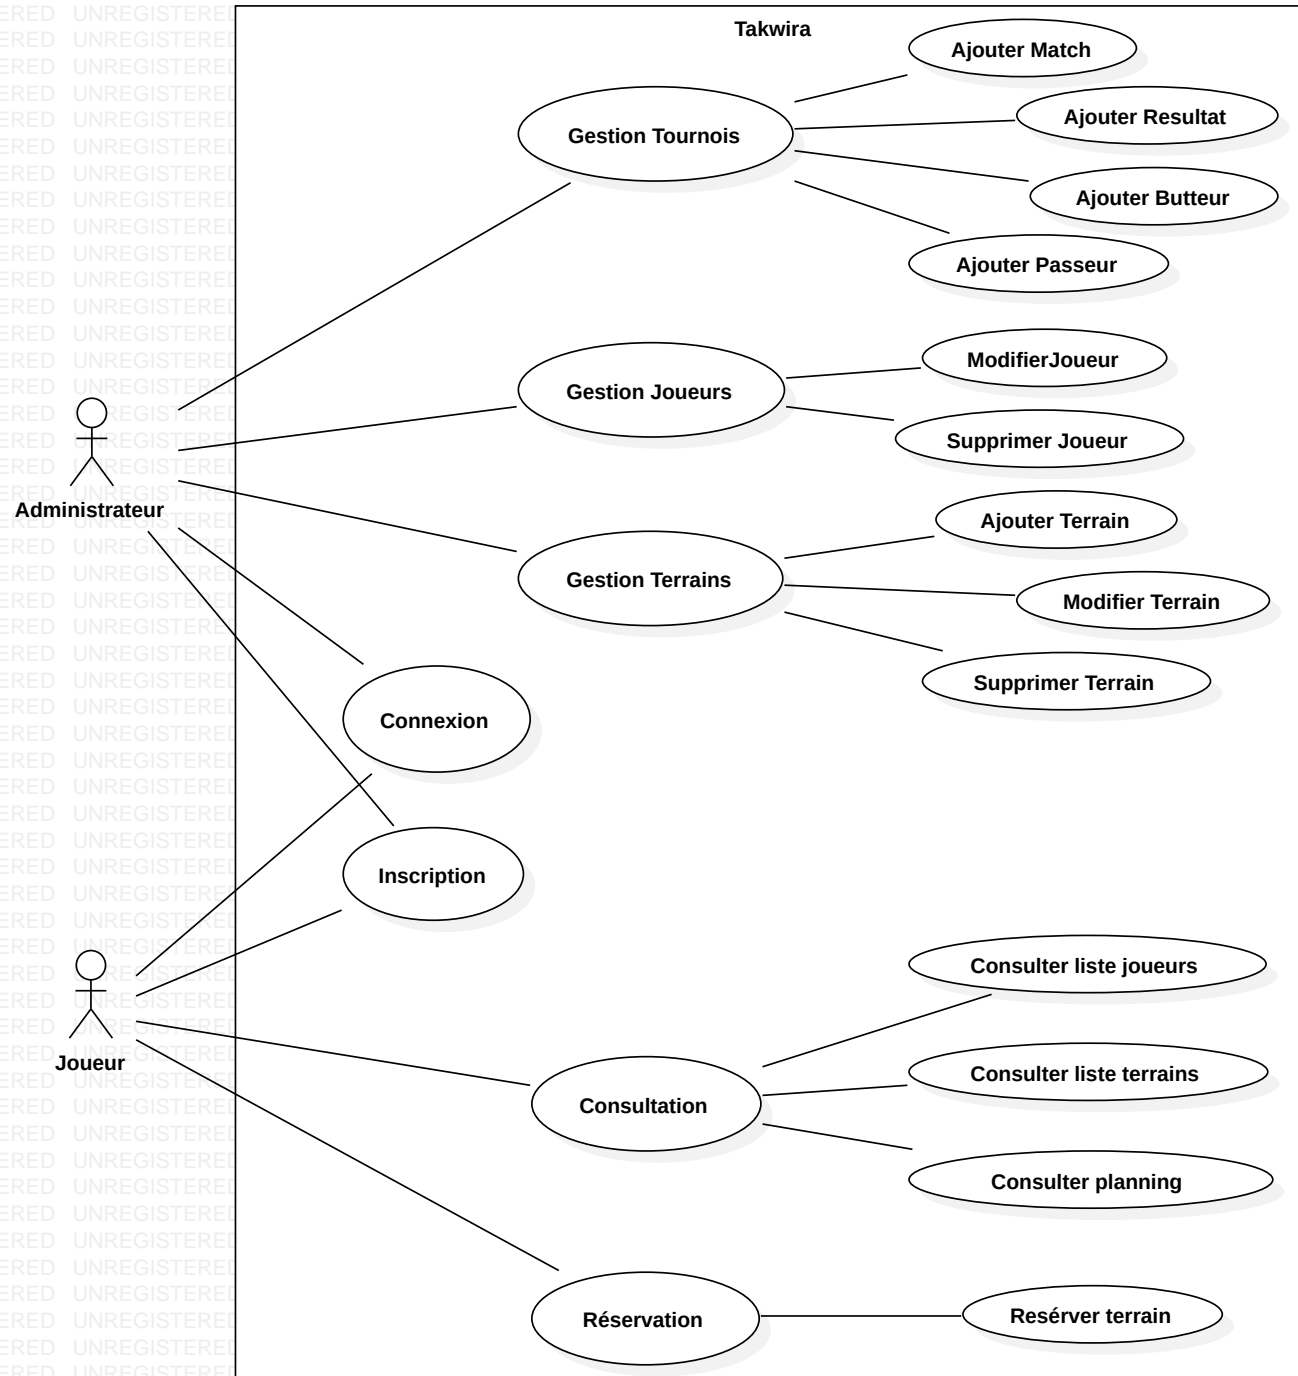 Takwira
Ajouter Match
Gestion Tournois
Ajouter Resultat
Ajouter Butteur
Ajouter Passeur
Gestion Joueurs
ModifierJoueur
Supprimer Joueur
Administrateur
Gestion Terrains
Ajouter Terrain
Modifier Terrain
Supprimer Terrain
Connexion
Inscription
Joueur
Consultation
Consulter liste joueurs
Consulter liste terrains
Consulter planning
Réservation
Resérver terrain
UNREGISTERED